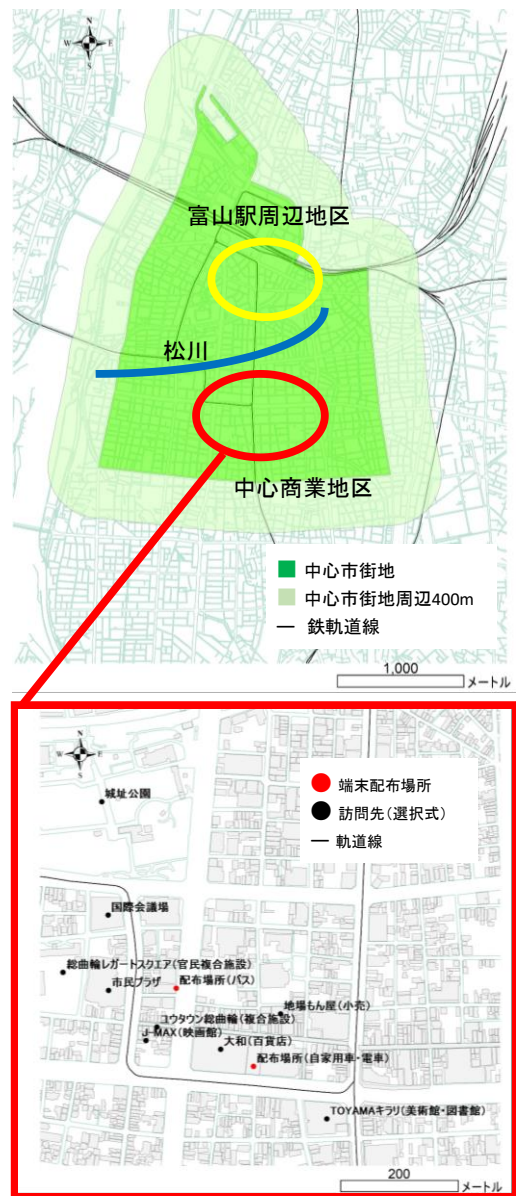 N
W
E
S
富山駅周辺地区
松川
中心商業地区
中心市街地
中心市街地周辺400m
鉄軌道線
1,000
メートル
N
W
E
S
端末配布場所
訪問先(選択式)
軌道線
城址公園
国際会議場
総曲輪レガートスクエア(官民複合施設)
市民プラザ
配布場所(バス)
地場もん屋(小売)
ユウタウン総曲輪(複合施設)
J-MAX(映画館)
大和(百貨店)
配布場所(自家用車・電車)
TOYAMAキラリ(美術館・図書館)
200
メートル